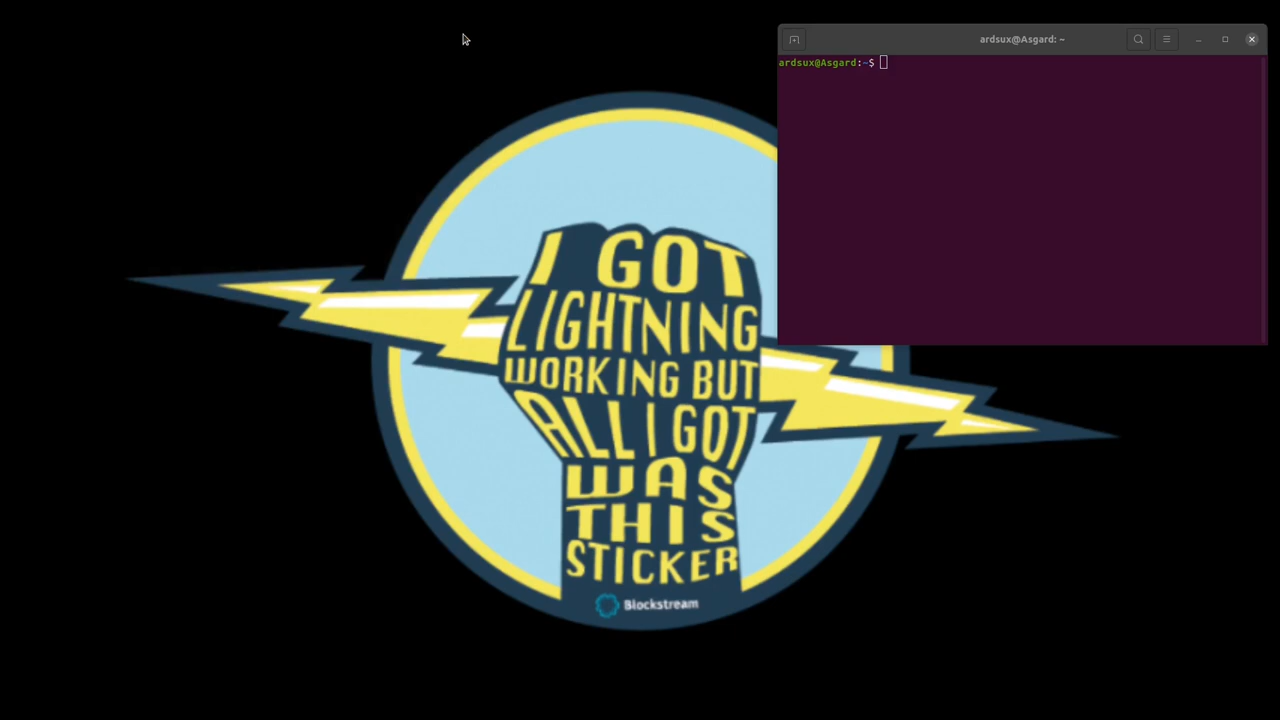 ardsux@Asgard: ~
ardsux@Asgard:~$
I GOT
LIGHTNING
WORKING BUT
ALL I GOT
WAS
THIS
STICKER
Blockstream